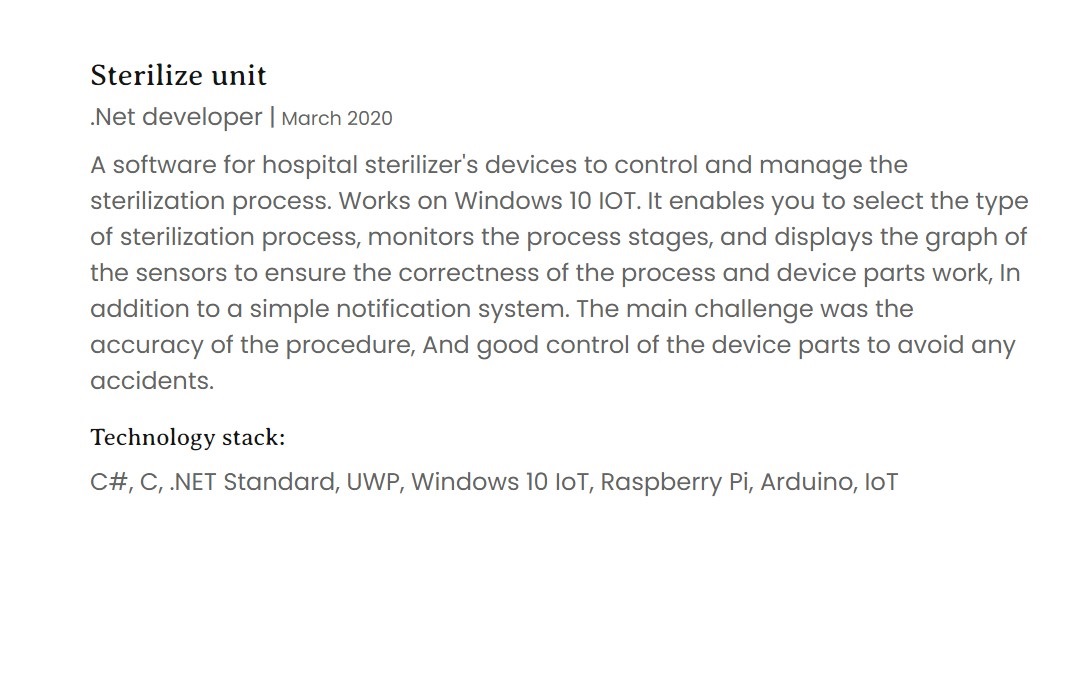 Sterilize unit
.Net developer | March 2020
A software for hospital sterilizer's devices to control and manage the
sterilization process. Works on Windows 10 IOT. It enables you to select the type
of sterilization process, monitors the process stages, and displays the graph of
the sensors to ensure the correctness of the process and device parts work, In
addition to a simple notification system. The main challenge was the
accuracy of the procedure, And good control of the device parts to avoid any
accidents.
Technology stack:
C#, C, .NET Standard, UWP, Windows 10 IoT, Raspberry Pi, Arduino, IoT